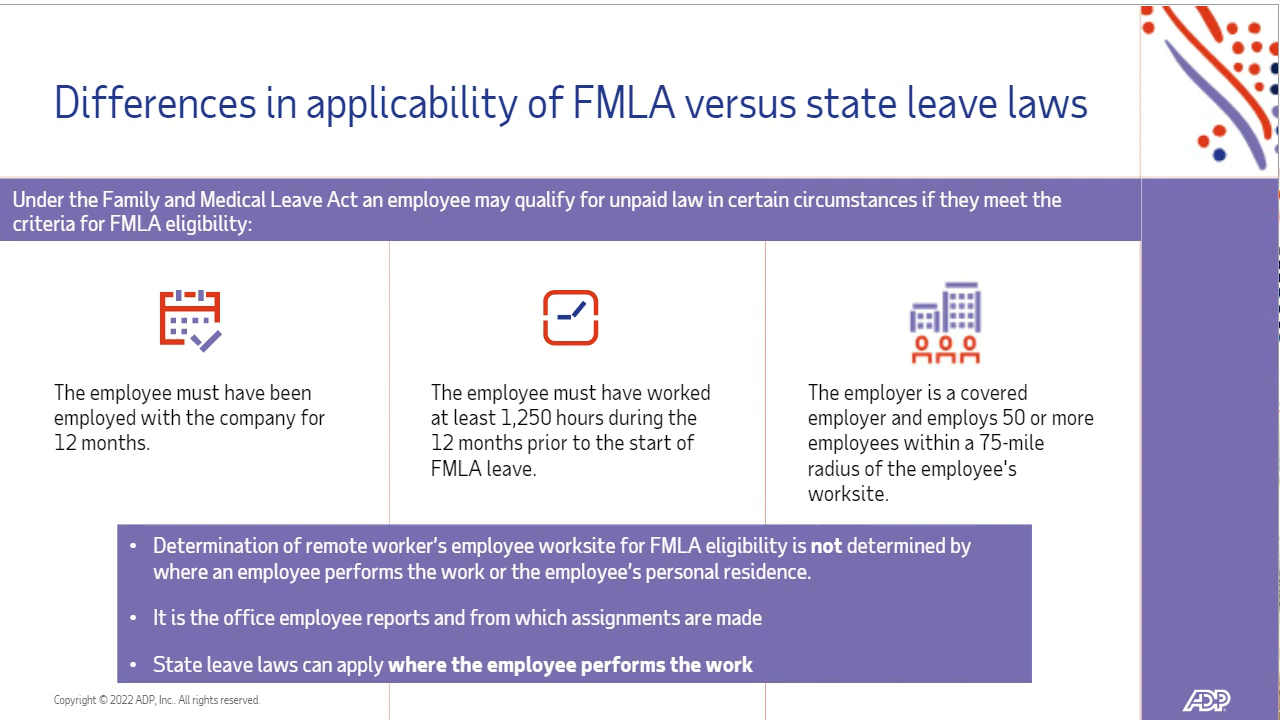 Differences in applicability of FMLA versus state leave laws
Under the Family and Medical Leave Act an employee may qualify for unpaid law in certain circumstances if they meet the
criteria for FMLA eligibility:
The employee must have been
employed with the company for
12 months.
The employee must have worked
at least 1,250 hours during the
12 months prior to the start of
FMLA leave.
The employer is a covered
employer and employs 50 or more
employees within a 75-mile
radius of the employee's
worksite.
• Determination of remote worker's employee worksite for FMLA eligibility is not determined by
where an employee performs the work or the employee's personal residence.
• It is the office employee reports and from which assignments are made
• State leave laws can apply where the employee performs the work
Copyright © 2022 ADP, Inc.. All rights reserved.
ADP